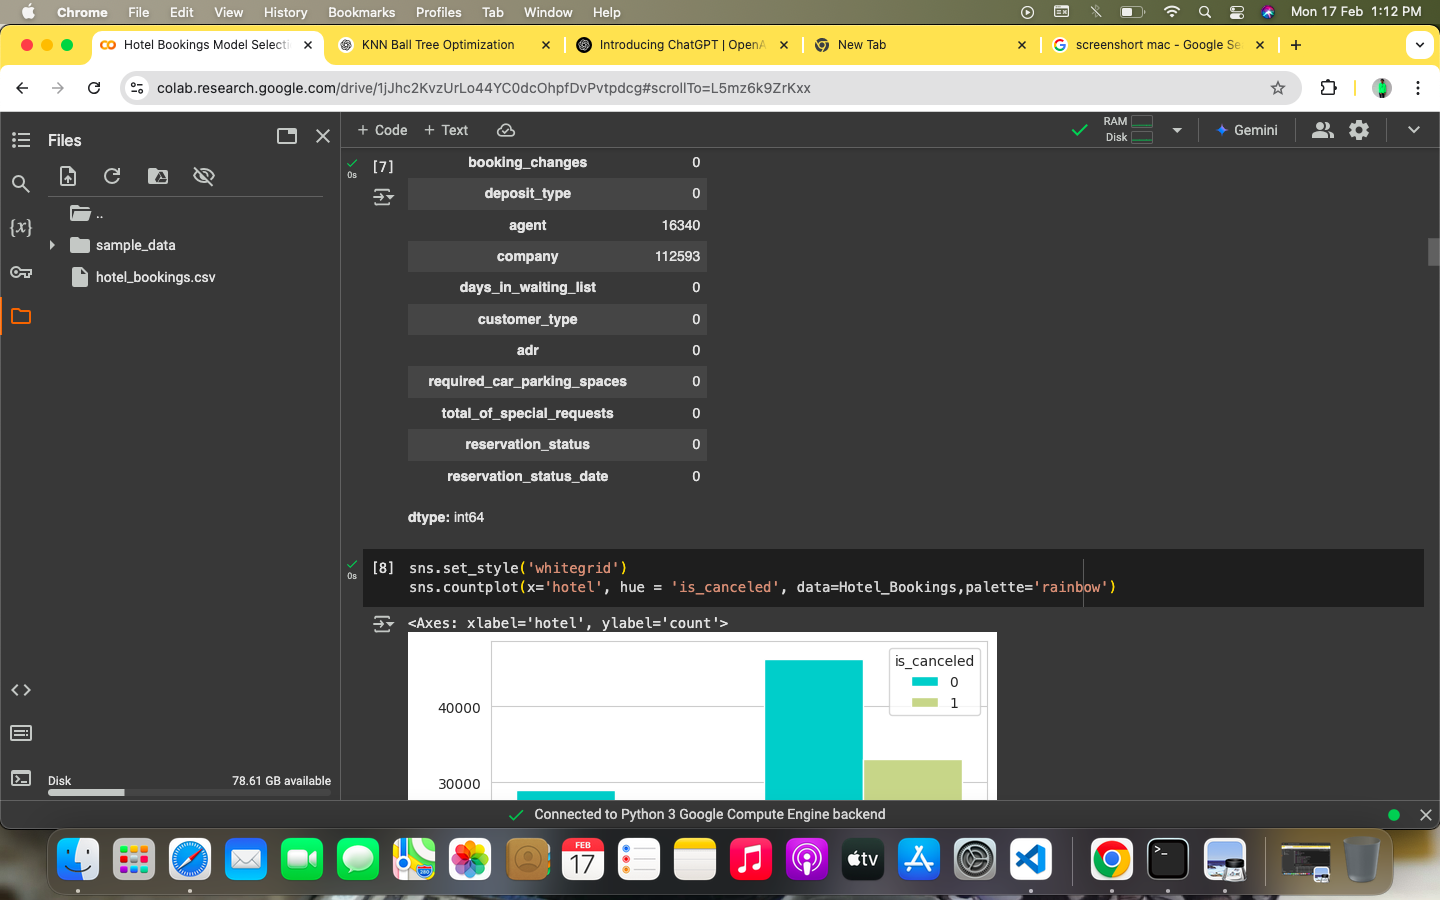 Chrome File Edit View History Bookmarks Profiles Tab Window Help Mon 17 Feb 1:12 PM
Hotel Bookings Model Selecti KNN Ball Tree Optimization Introducing ChatGPT | OpenA New Tab screenshort mac - Google Se
colab.research.google.com/drive/1jJhc2KvzUrLo44YC0dcOhpfDvPvtpdcg#scrollTo=L5mz6k9ZrKxx
Files
+ Code + Text RAM Disk Gemini
..
sample_data
hotel_bookings.csv
{x}
Disk 78.61 GB available
0s [7]
booking_changes 0
deposit_type 0
agent 16340
company 112593
days_in_waiting_list 0
customer_type 0
adr 0
required_car_parking_spaces 0
total_of_special_requests 0
reservation_status 0
reservation_status_date 0
dtype: int64
0s [8] sns.set_style('whitegrid')
sns.countplot(x='hotel', hue = 'is_canceled', data=Hotel_Bookings,palette='rainbow')
<Axes: xlabel='hotel', ylabel='count'>
is_canceled
0
1
40000
30000
Connected to Python 3 Google Compute Engine backend
FEB
17
280
tv
>_